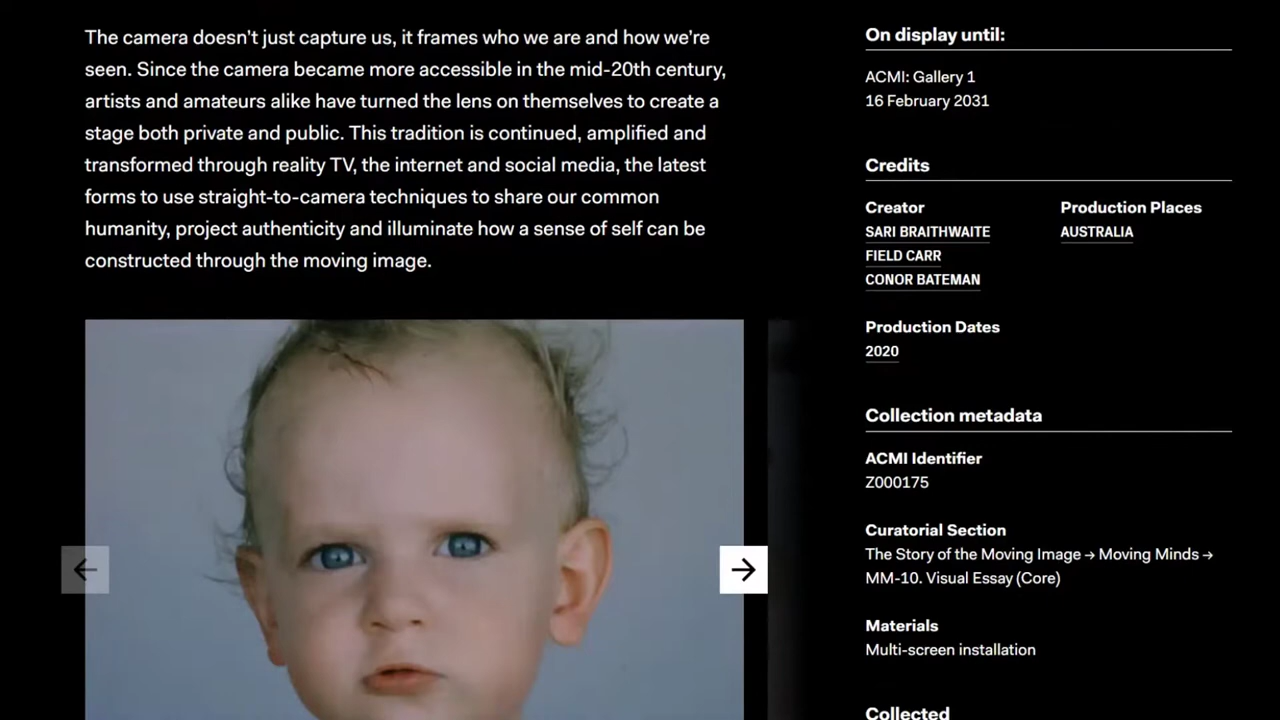 The camera doesn't just capture us, it frames who we are and how we're
seen. Since the camera became more accessible in the mid-20th century,
artists and amateurs alike have turned the lens on themselves to create a
stage both private and public. This tradition is continued, amplified and
transformed through reality TV, the internet and social media, the latest
forms to use straight-to-camera techniques to share our common
humanity, project authenticity and illuminate how a sense of self can be
constructed through the moving image.
On display until:
ACMI: Gallery 1
16 February 2031
Credits
Creator
SARI BRAITHWAITE
FIELD CARR
CONOR BATEMAN
Production Places
AUSTRALIA
Production Dates
2020
Collection metadata
ACMI Identifier
Z000175
Curatorial Section
The Story of the Moving Image → Moving Minds →
MM-10. Visual Essay (Core)
Materials
Multi-screen installation
Collected